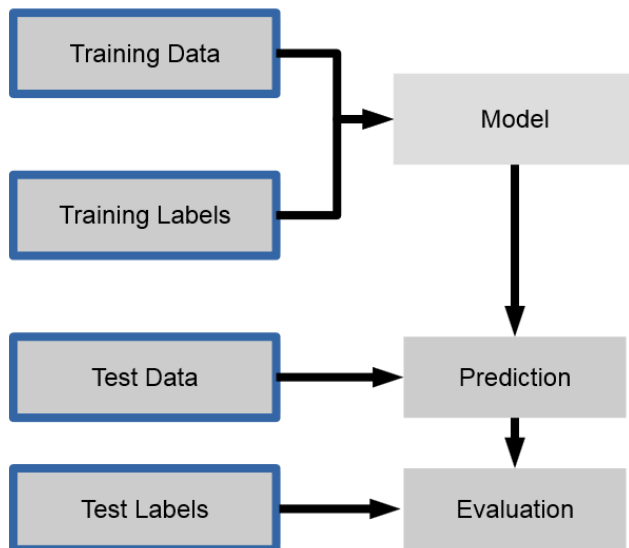 Training Data
Model
Training Labels
Test Data
Prediction
Test Labels
Evaluation